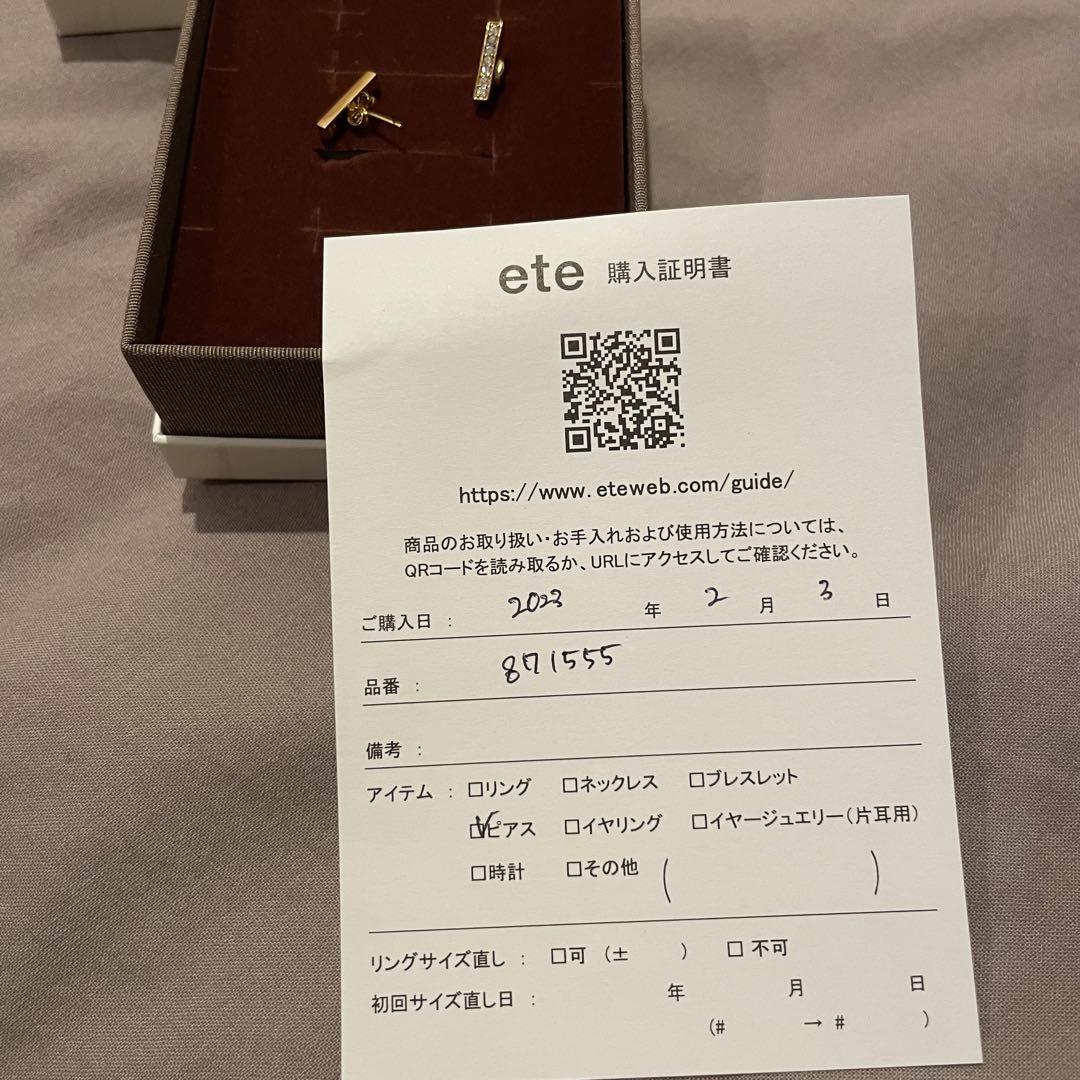 ete 購入証明書
https://www.eteweb.com/guide/
商品のお取り扱い・お手入れおよび使用方法については、
QRコードを読み取るか、URLにアクセスしてご確認ください。
ご購入日 : 2023 年 2 月 3 日
品番 : 871555
備考 :
アイテム : □リング □ネックレス □ブレスレット
☑ピアス □イヤリング □イヤージュエリー(片耳用)
□時計 □その他 ( )
リングサイズ直し : □可 (± ) □ 不可
初回サイズ直し日 : 年 月 日
(# → # )